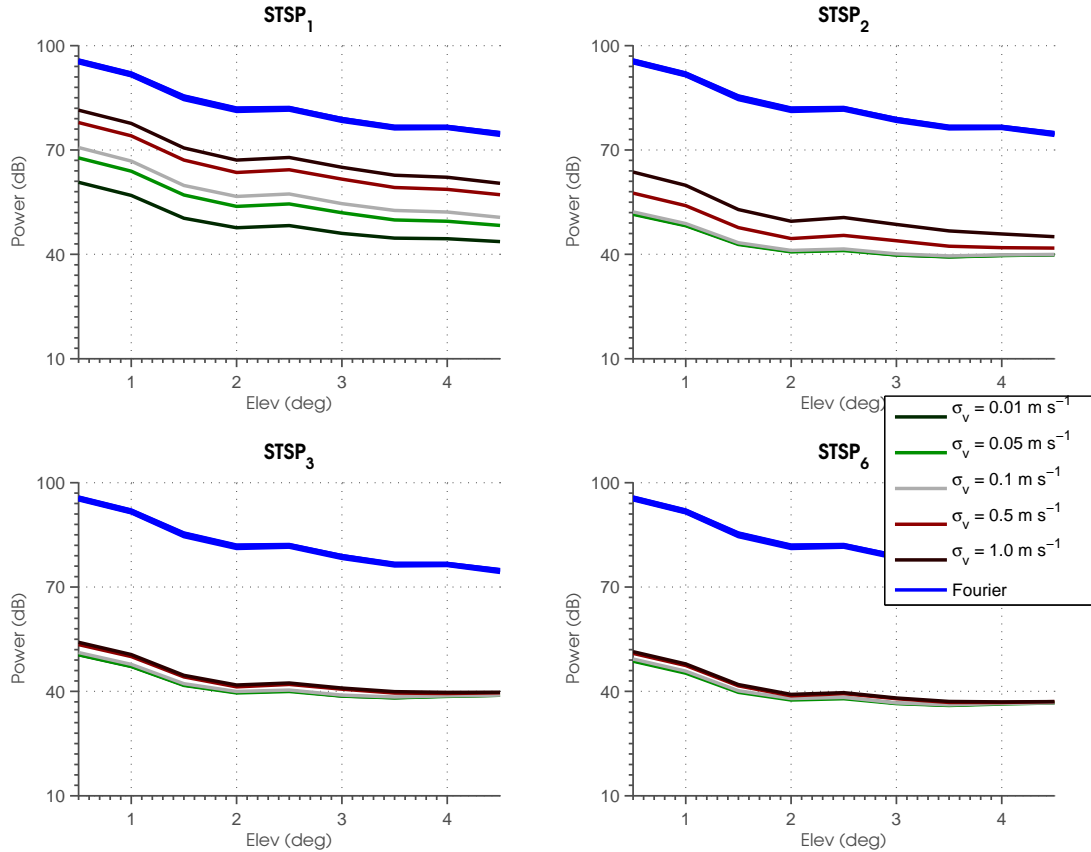 STSP₁
100
70
40
10
Power (dB)
1 2 3 4
Elev (deg)
STSP₂
100
70
40
10
Power (dB)
1 2 3 4
Elev (deg)
σᵥ = 0.01 m s⁻¹
σᵥ = 0.05 m s⁻¹
σᵥ = 0.1 m s⁻¹
σᵥ = 0.5 m s⁻¹
σᵥ = 1.0 m s⁻¹
Fourier
STSP₃
100
70
40
10
Power (dB)
1 2 3 4
Elev (deg)
STSP₆
100
70
40
10
Power (dB)
1 2 3 4
Elev (deg)